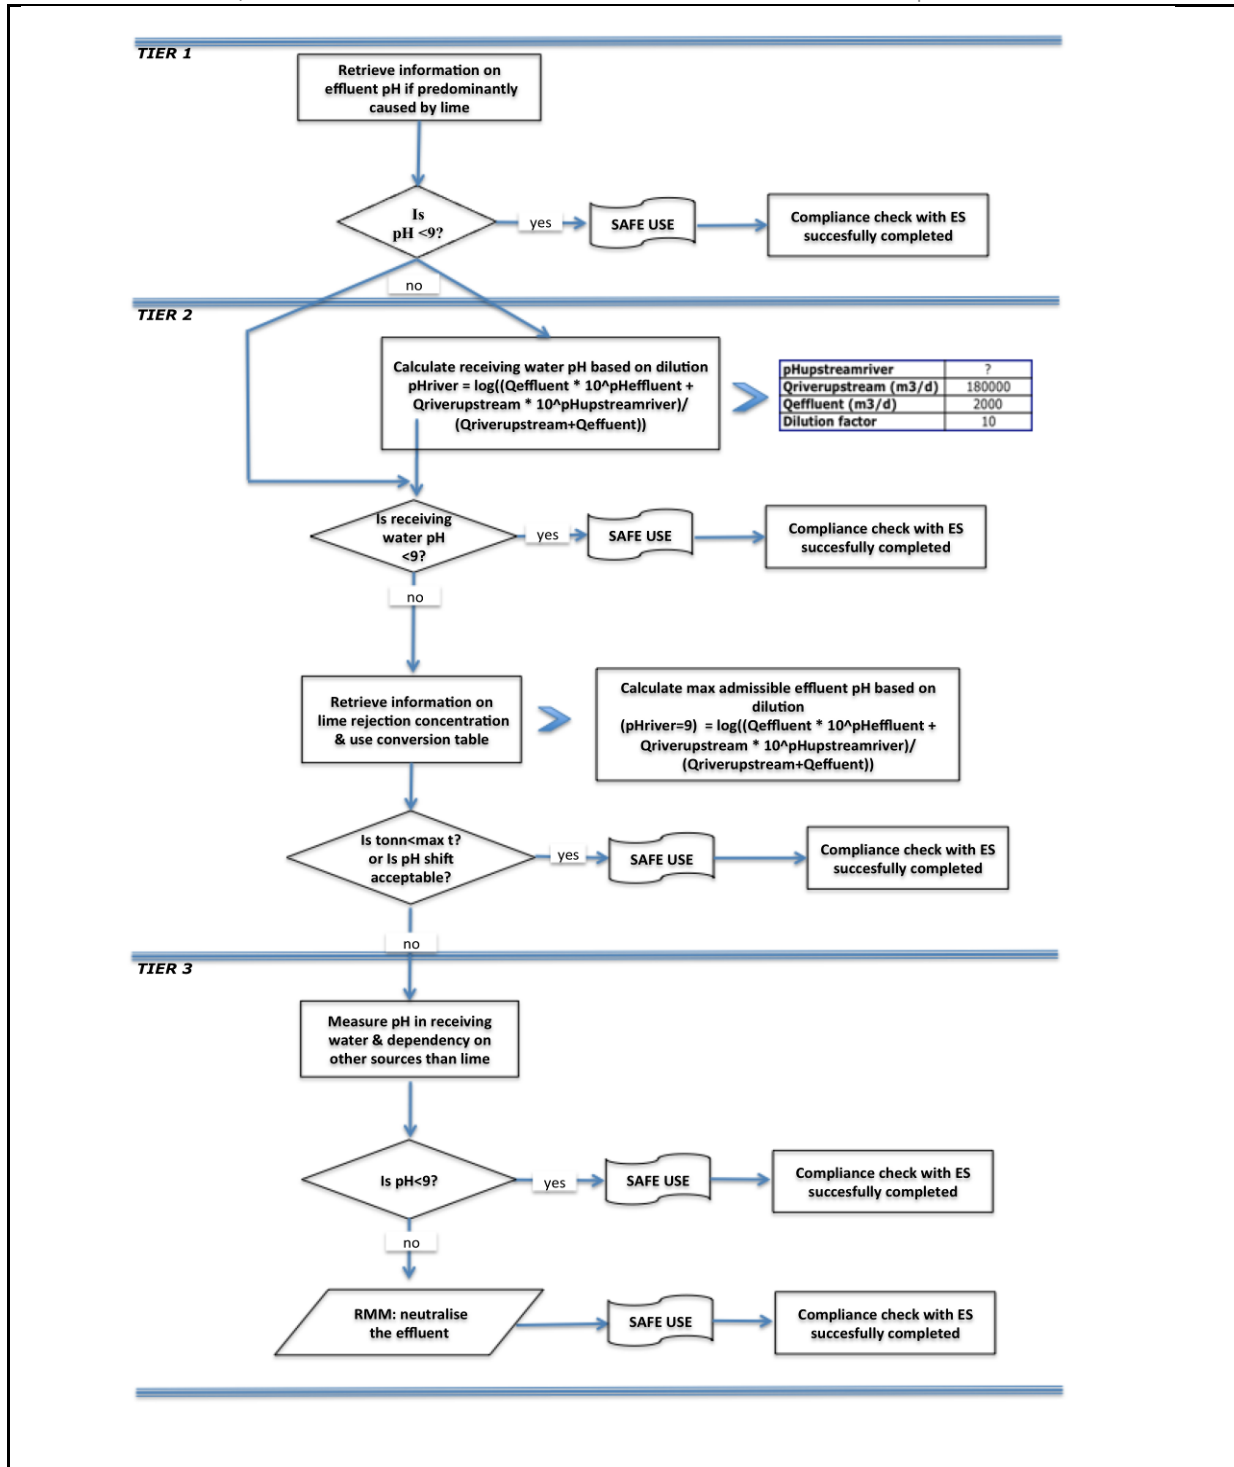 TIER 1
Retrieve information on
effluent pH if predominantly
caused by lime
Is
pH <9?
yes
SAFE USE
Compliance check with ES
succesfully completed
no
TIER 2
Calculate receiving water pH based on dilution
pHriver = log((Qeffluent * 10^pHeffluent +
Qriverupstream * 10^pHupstreamriver)/
(Qriverupstream+Qeffuent))
pHupstreamriver ?
Qriverupstream (m3/d) 180000
Qeffluent (m3/d) 2000
Dilution factor 10
Is receiving
water pH
<9?
yes
SAFE USE
Compliance check with ES
succesfully completed
no
Retrieve information on
lime rejection concentration
& use conversion table
Calculate max admissible effluent pH based on
dilution
(pHriver=9) = log((Qeffluent * 10^pHeffluent +
Qriverupstream * 10^pHupstreamriver)/
(Qriverupstream+Qeffuent))
Is tonn<max t?
or Is pH shift
acceptable?
yes
SAFE USE
Compliance check with ES
succesfully completed
no
TIER 3
Measure pH in receiving
water & dependency on
other sources than lime
Is pH<9?
yes
SAFE USE
Compliance check with ES
succesfully completed
no
RMM: neutralise
the effluent
SAFE USE
Compliance check with ES
succesfully completed